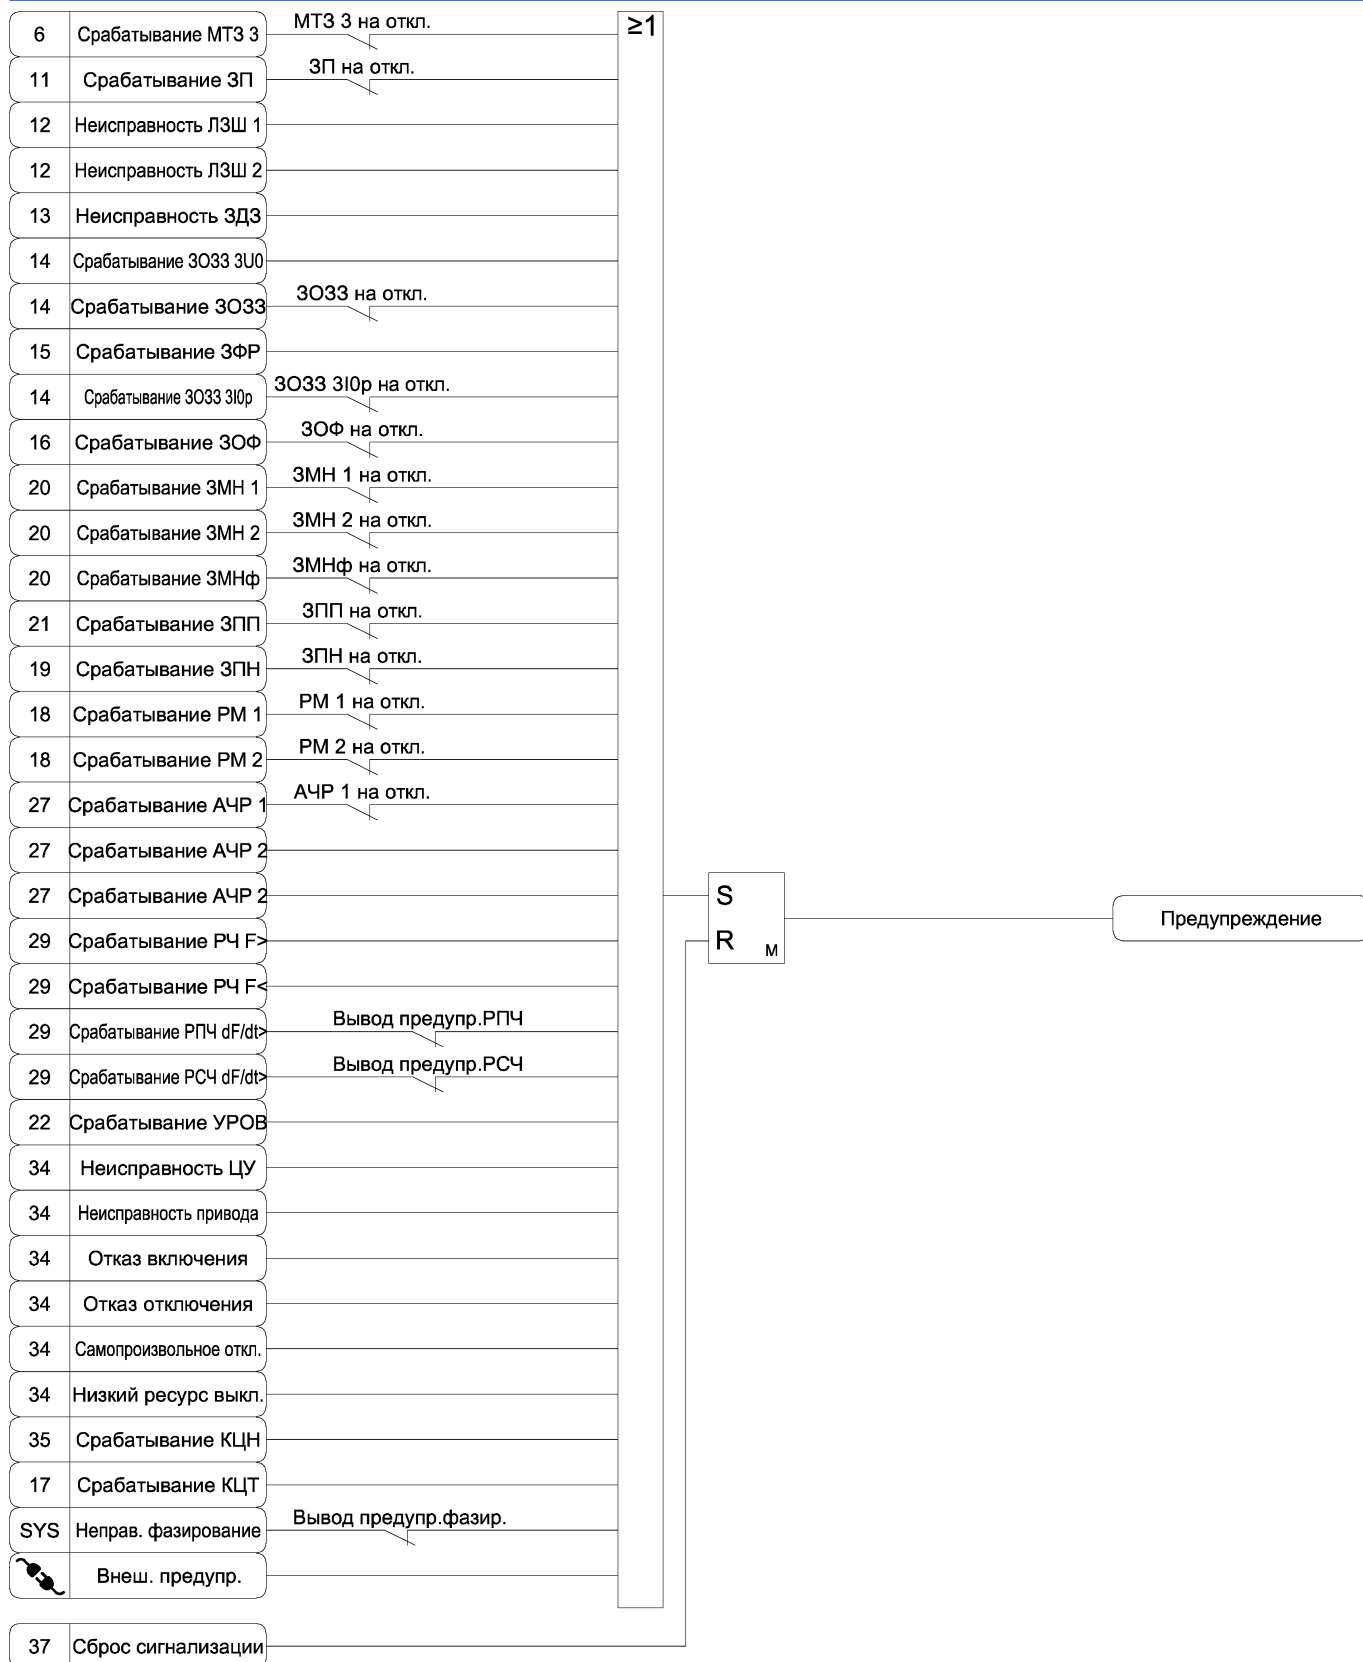 МТЗ 3 на откл.
≥1
6 Срабатывание МТЗ 3
ЗП на откл.
11 Срабатывание ЗП
12 Неисправность ЛЗШ 1
12 Неисправность ЛЗШ 2
13 Неисправность ЗДЗ
14 Срабатывание ЗОЗЗ 3U0
ЗОЗЗ на откл.
14 Срабатывание ЗОЗЗ
15 Срабатывание ЗФР
ЗОЗЗ 3I0р на откл.
14 Срабатывание ЗОЗЗ 3I0р
ЗОФ на откл.
16 Срабатывание ЗОФ
ЗМН 1 на откл.
20 Срабатывание ЗМН 1
ЗМН 2 на откл.
20 Срабатывание ЗМН 2
ЗМНф на откл.
20 Срабатывание ЗМНф
ЗПП на откл.
21 Срабатывание ЗПП
ЗПН на откл.
19 Срабатывание ЗПН
РМ 1 на откл.
18 Срабатывание РМ 1
РМ 2 на откл.
18 Срабатывание РМ 2
АЧР 1 на откл.
27 Срабатывание АЧР 1
27 Срабатывание АЧР 2
27 Срабатывание АЧР 2
S
Предупреждение
29 Срабатывание РЧ F>
R
М
29 Срабатывание РЧ F<
Вывод предупр.РПЧ
29 Срабатывание РПЧ dF/dt>
Вывод предупр.РСЧ
29 Срабатывание РСЧ dF/dt>
22 Срабатывание УРОВ
34 Неисправность ЦУ
34 Неисправность привода
34 Отказ включения
34 Отказ отключения
34 Самопроизвольное откл.
34 Низкий ресурс выкл.
35 Срабатывание КЦН
17 Срабатывание КЦТ
Вывод предупр.фазир.
SYS Неправ. фазирование
Внеш. предупр.
37 Сброс сигнализации